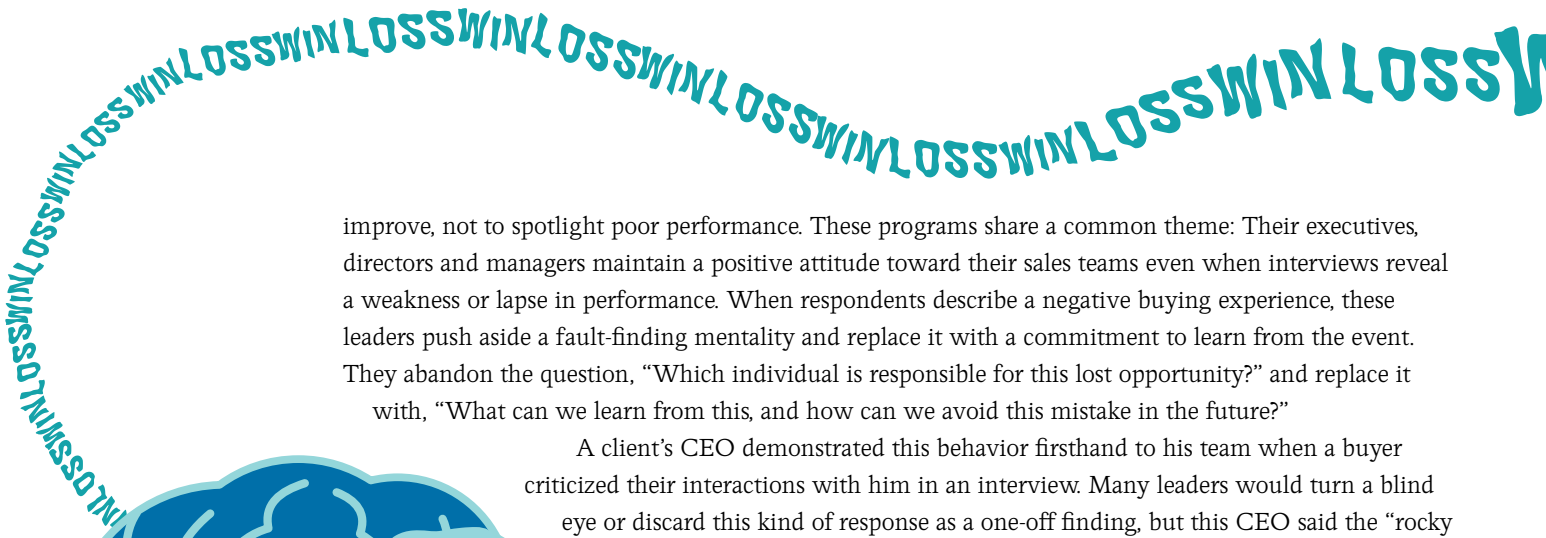 WINLOSSWINLOSSWINLOSSWINLOSSWINLOSSWINLOSSWINLOSSWINLOSSWINLOSSWINLOSSW
improve, not to spotlight poor performance. These programs share a common theme: Their executives,
directors and managers maintain a positive attitude toward their sales teams even when interviews reveal
a weakness or lapse in performance. When respondents describe a negative buying experience, these
leaders push aside a fault-finding mentality and replace it with a commitment to learn from the event.
They abandon the question, “Which individual is responsible for this lost opportunity?” and replace it
with, “What can we learn from this, and how can we avoid this mistake in the future?”
A client’s CEO demonstrated this behavior firsthand to his team when a buyer
criticized their interactions with him in an interview. Many leaders would turn a blind
eye or discard this kind of response as a one-off finding, but this CEO said the “rocky